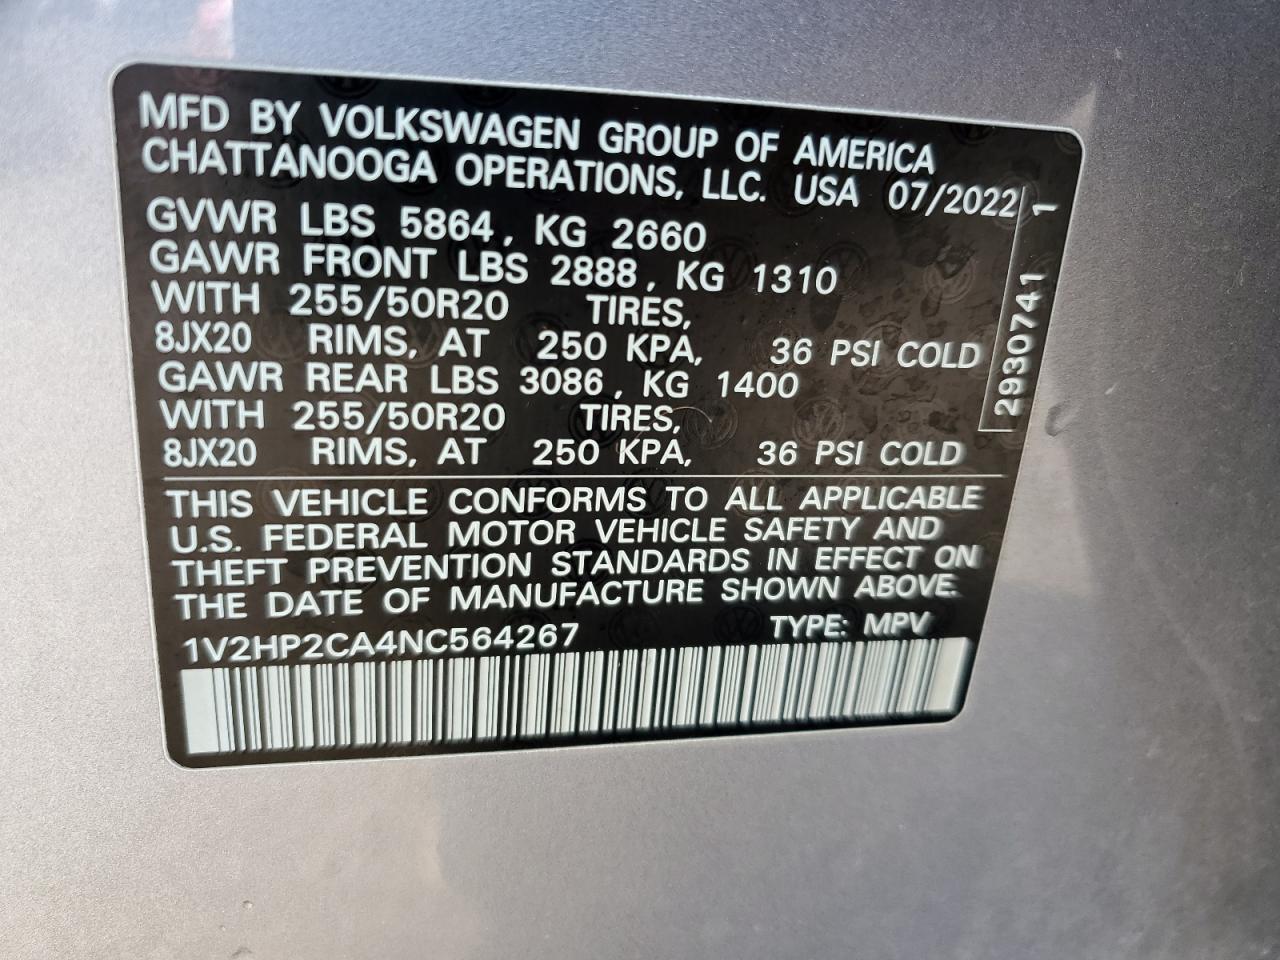 MFD BY VOLKSWAGEN GROUP OF AMERICA
CHATTANOOGA OPERATIONS, LLC. USA 07/2022
GVWR LBS 5864, KG 2660
GAWR FRONT LBS 2888, KG 1310
WITH 255/50R20 TIRES,
8JX20 RIMS, AT 250 KPA, 36 PSI COLD
GAWR REAR LBS 3086, KG 1400
WITH 255/50R20 TIRES,
8JX20 RIMS, AT 250 KPA, 36 PSI COLD
2930741 1
THIS VEHICLE CONFORMS TO ALL APPLICABLE
U.S. FEDERAL MOTOR VEHICLE SAFETY AND
THEFT PREVENTION STANDARDS IN EFFECT ON
THE DATE OF MANUFACTURE SHOWN ABOVE.
1V2HP2CA4NC564267 TYPE: MPV